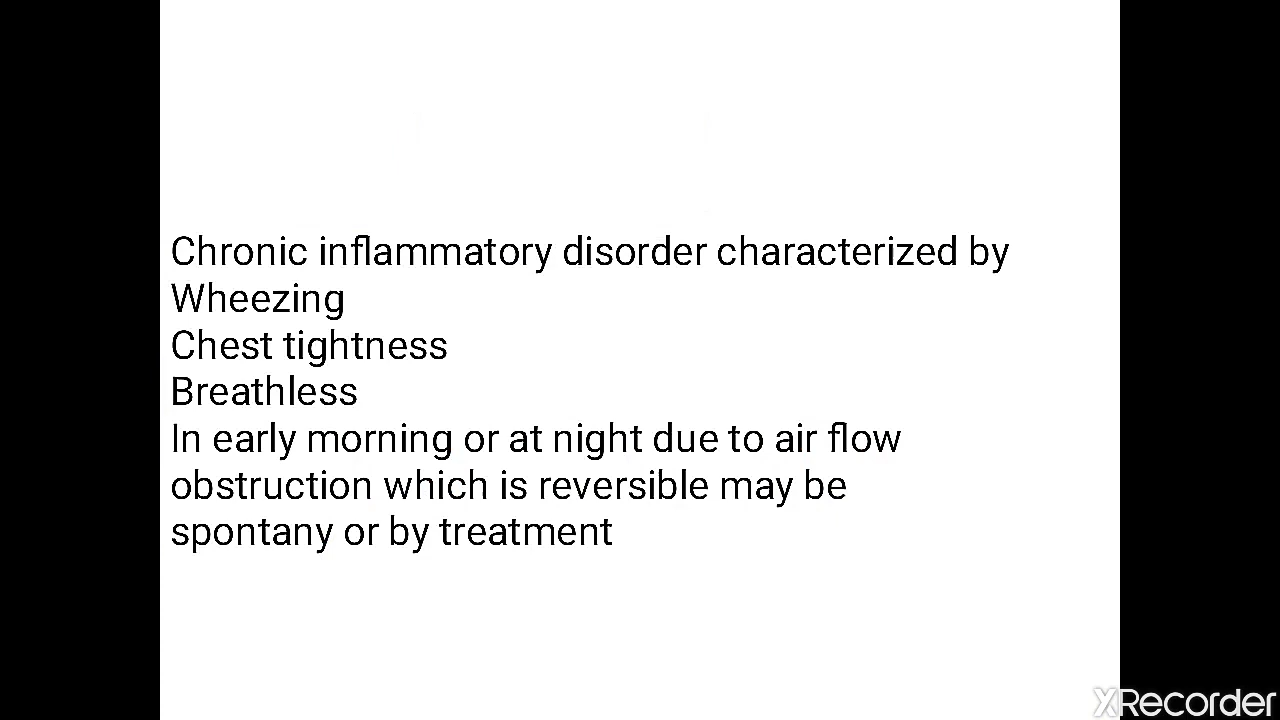 Chronic inflammatory disorder characterized by
Wheezing
Chest tightness
Breathless
In early morning or at night due to air flow
obstruction which is reversible may be
spontany or by treatment
XRecorder